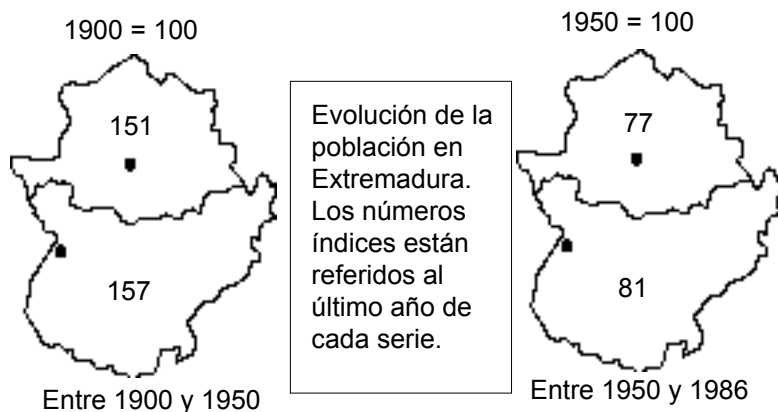 1900 = 100
151
157
Entre 1900 y 1950
Evolución de la
población en
Extremadura.
Los números
índices están
referidos al
último año de
cada serie.
1950 = 100
77
81
Entre 1950 y 1986